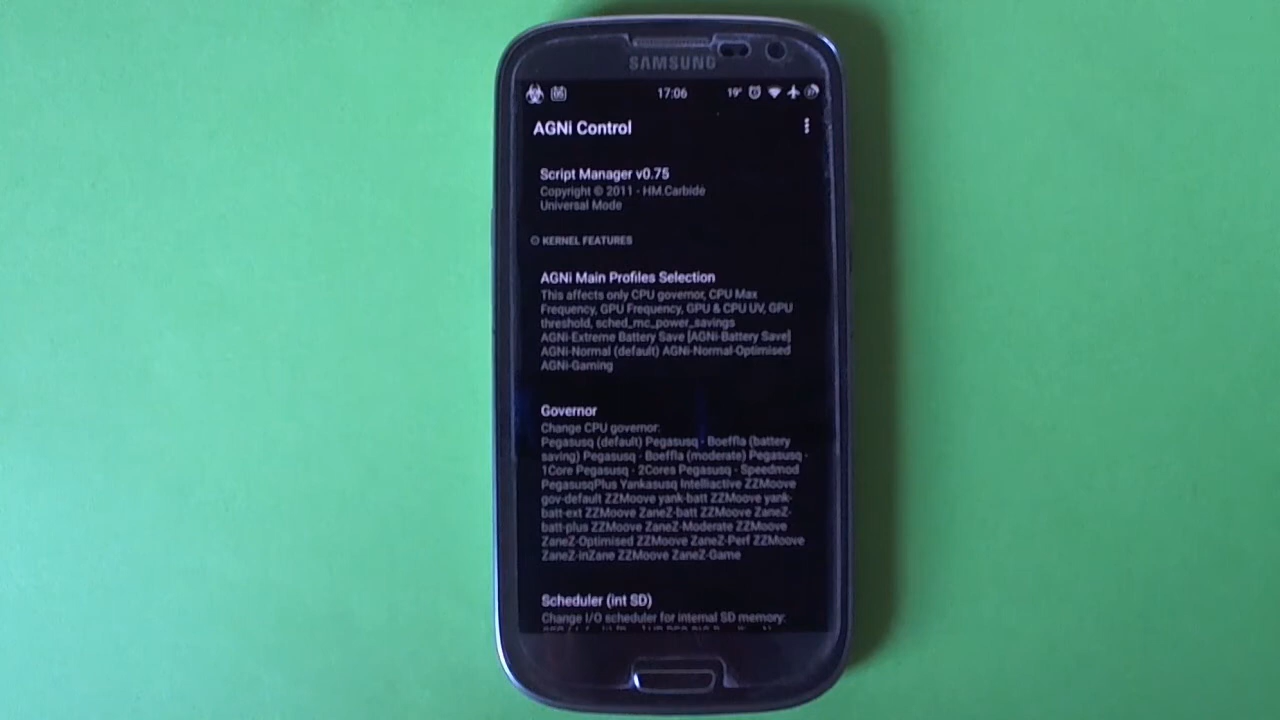 SAMSUNG
17:06 19°
AGNi Control
Script Manager v0.75
Copyright © 2011 - HM.Carbide
Universal Mode
KERNEL FEATURES
AGNi Main Profiles Selection
This affects only CPU governor, CPU Max
Frequency, GPU Frequency, GPU & CPU UV, GPU
threshold, sched_mc_power_savings
AGNi-Extreme Battery Save [AGNi-Battery Save]
AGNi-Normal (default) AGNi-Normal-Optimised
AGNi-Gaming
Governor
Change CPU governor:
Pegasusq (default) Pegasusq - Boeffla (battery
saving) Pegasusq - Boeffla (moderate) Pegasusq -
1Core Pegasusq - 2Cores Pegasusq - Speedmod
PegasusqPlus Yankasusq Intelliactive ZZMoove
gov-default ZZMoove yank-batt ZZMoove yank-
batt-ext ZZMoove ZaneZ-batt ZZMoove ZaneZ-
batt-plus ZZMoove ZaneZ-Moderate ZZMoove
ZaneZ-Optimised ZZMoove ZaneZ-Perf ZZMoove
ZaneZ-inZane ZZMoove ZaneZ-Game
Scheduler (int SD)
Change I/O scheduler for internal SD memory: